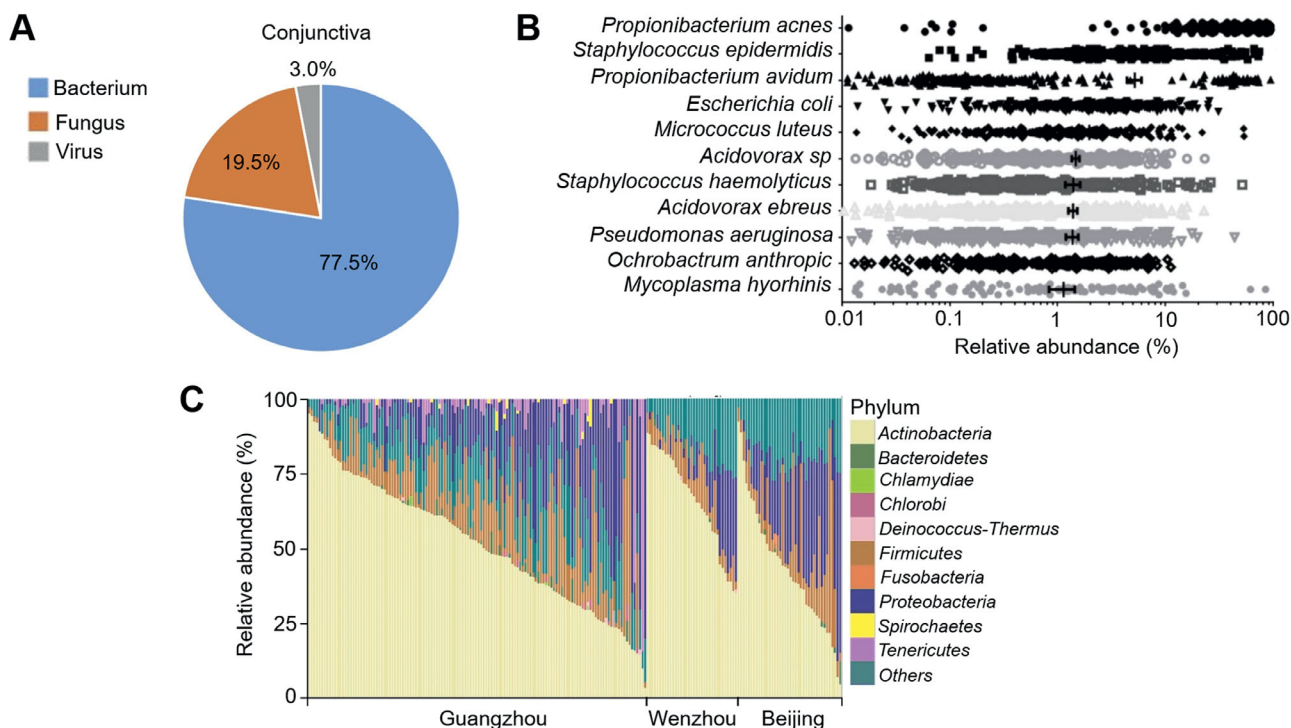 A
Conjunctiva
Bacterium
Fungus
Virus
3.0%
19.5%
77.5%
B
Propionibacterium acnes
Staphylococcus epidermidis
Propionibacterium avidum
Escherichia coli
Micrococcus luteus
Acidovorax sp
Staphylococcus haemolyticus
Acidovorax ebreus
Pseudomonas aeruginosa
Ochrobactrum anthropic
Mycoplasma hyorhinis
0.01 0.1 1 10 100
Relative abundance (%)
C
Relative abundance (%)
100
75
50
25
0
Guangzhou Wenzhou Beijing
Phylum
Actinobacteria
Bacteroidetes
Chlamydiae
Chlorobi
Deinococcus-Thermus
Firmicutes
Fusobacteria
Proteobacteria
Spirochaetes
Tenericutes
Others